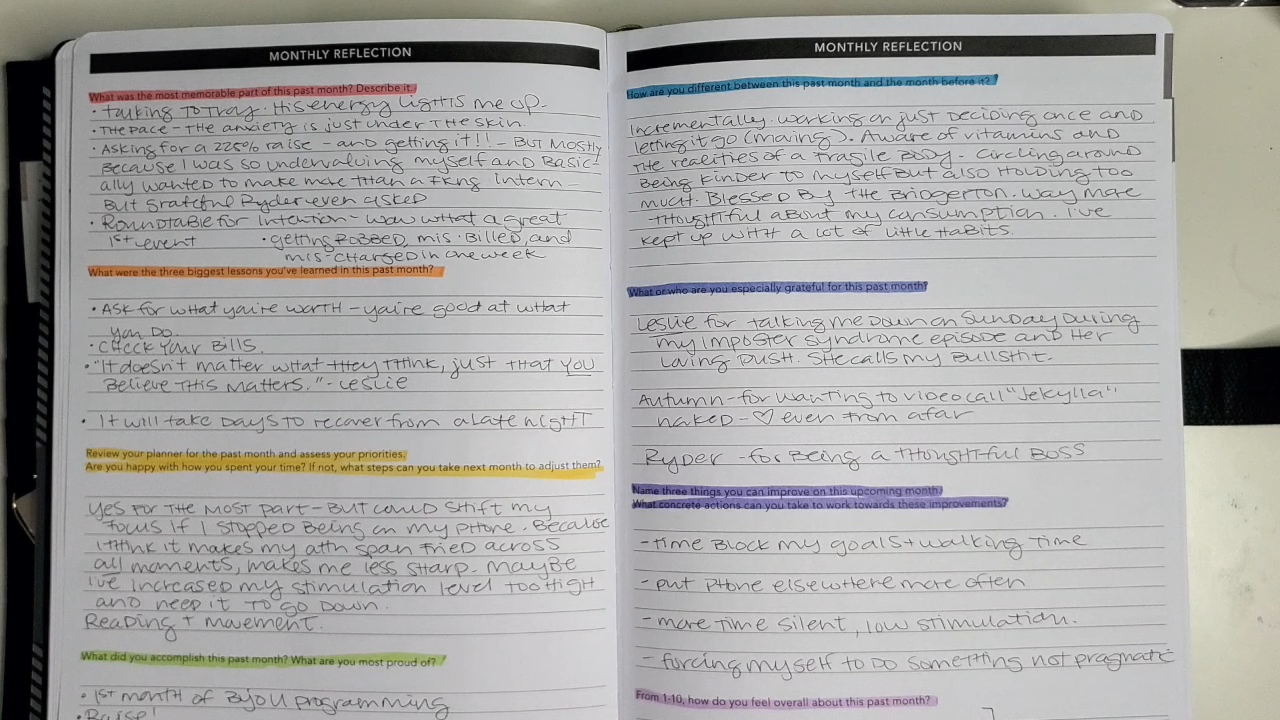 MONTHLY REFLECTION
What was the most memorable part of this past month? Describe it.
• Talking to Tray. His energy lights me up.
• The pace - the anxiety is just under the skin.
• Asking for a 225% raise - and getting it!! - But mostly
because I was so undervaluing myself and basic-
ally wanted to make more than a fkng intern -
but grateful Ryder even asked
• Roundtable for Intention - wow what a great
1st event • getting robbed, mis-billed, and
mis-charged in one week
What were the three biggest lessons you've learned in this past month?
• Ask for what you're worth - you're good at what
you do.
• Check your bills.
• "It doesn't matter what they think, just that YOU
believe this matters." - Leslie
• It will take days to recover from a late night
Review your planner for the past month and assess your priorities.
Are you happy with how you spent your time? If not, what steps can you take next month to adjust them?
Yes for the most part - but could shift my
focus if I stopped being on my phone. Because
I think it makes my attn span fried across
all moments, makes me less sharp. Maybe
I've increased my stimulation level too high
and need it to go down.
Reading + movement.
What did you accomplish this past month? What are you most proud of?
• 1st month of Bijou programming
MONTHLY REFLECTION
How are you different between this past month and the month before it?
Incrementally. Working on just deciding once and
letting it go (moving). Aware of vitamins and
the realities of a fragile body. Circling around
being kinder to myself but also holding too
much. Blessed by the Bridgerton. Way more
thoughtful about my consumption. I've
kept up with a lot of little habits.
What or who are you especially grateful for this past month?
Leslie for talking me down on Sunday during
my imposter syndrome episode and her
loving push. She calls my bullshit.
Autumn - for wanting to video call "Jekylla"
naked - ♡ even from afar
Ryder - for being a thoughtful boss
Name three things you can improve on this upcoming month.
What concrete actions can you take to work towards these improvements?
- time block my goals + walking time
- put phone elsewhere more often
- more time silent, low stimulation.
- forcing myself to do something not pragmatic
From 1-10, how do you feel overall about this past month?